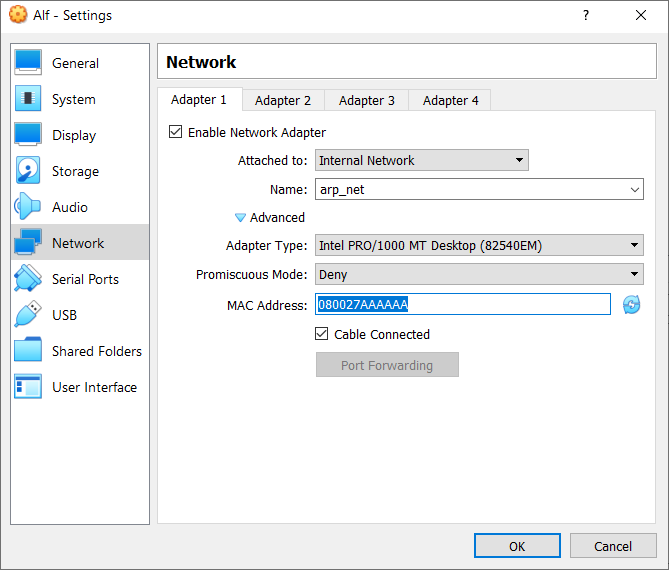 Alf - Settings
?
General
System
Display
Storage
Audio
Network
Serial Ports
USB
Shared Folders
User Interface
Network
Adapter 1 Adapter 2 Adapter 3 Adapter 4
Enable Network Adapter
Attached to: Internal Network
Name: arp_net
Advanced
Adapter Type: Intel PRO/1000 MT Desktop (82540EM)
Promiscuous Mode: Deny
MAC Address: 080027AAAAAA
Cable Connected
Port Forwarding
OK Cancel